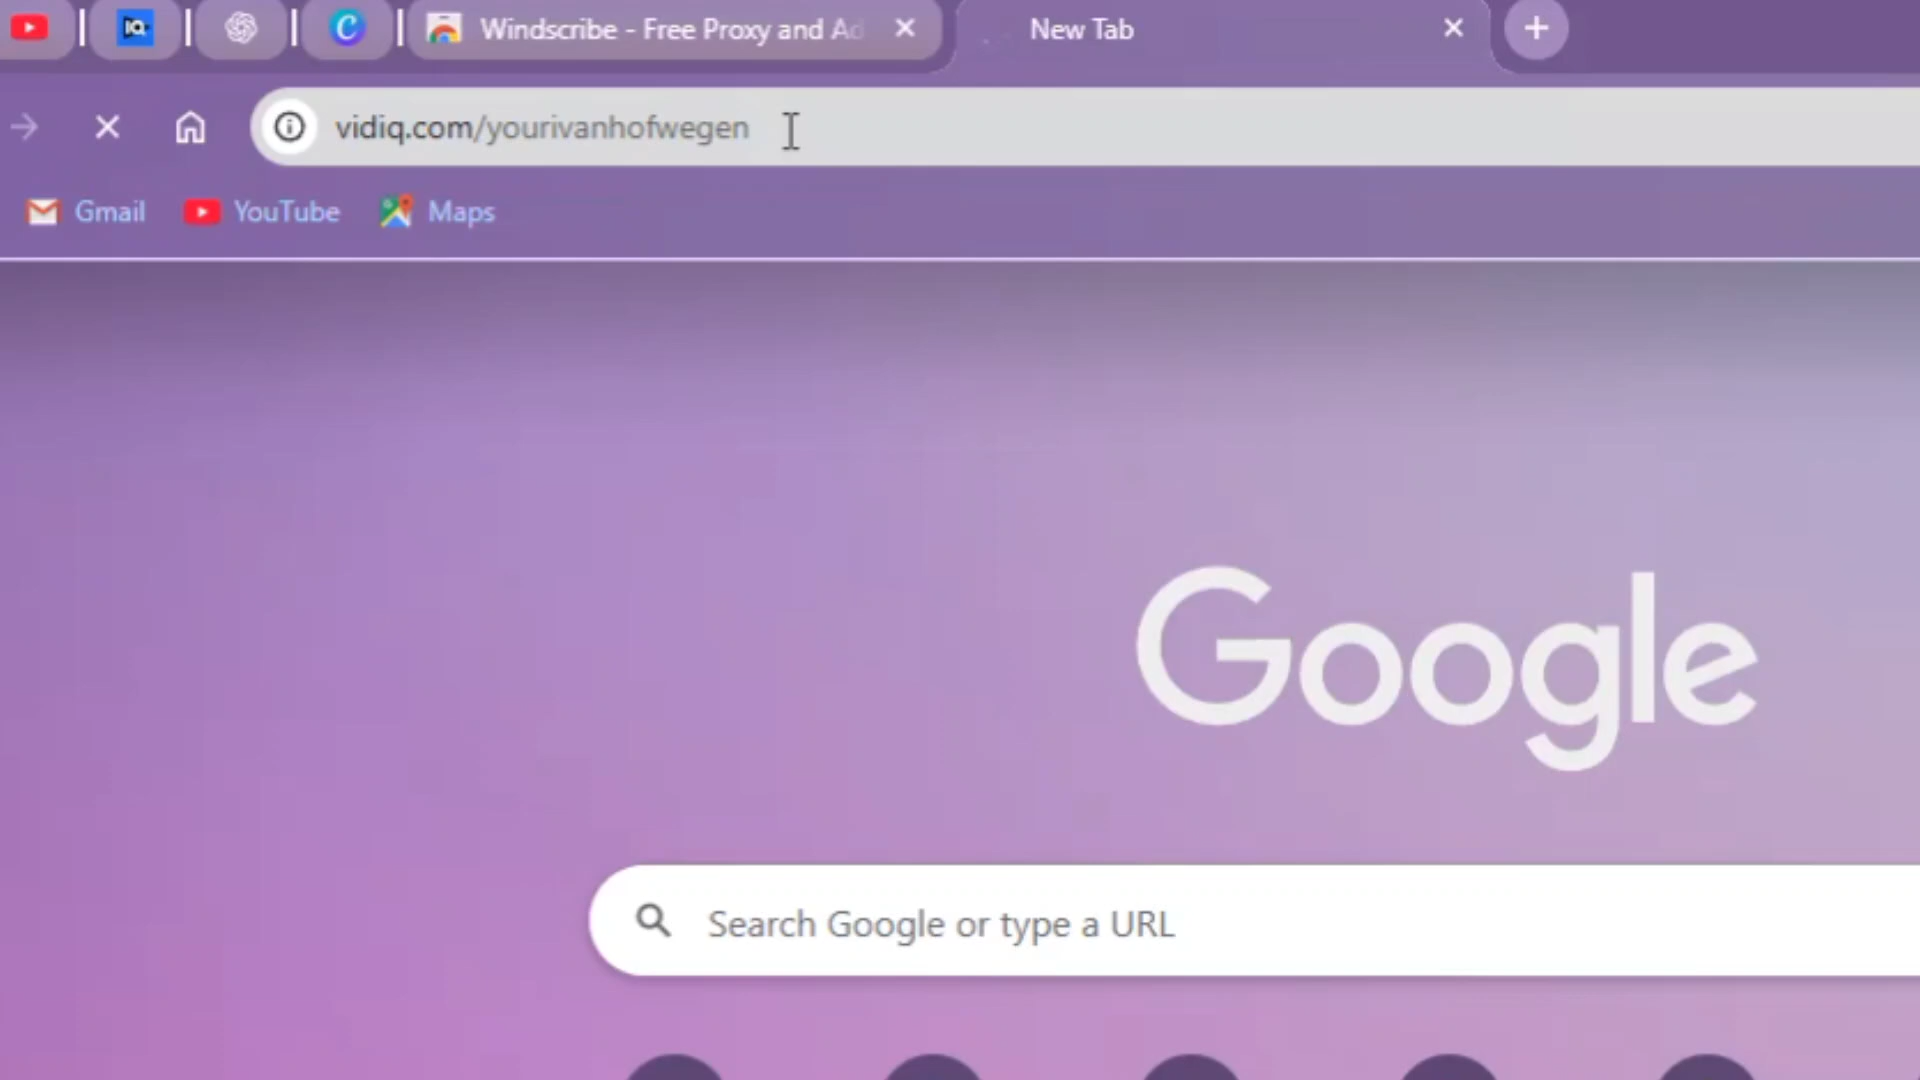 IQ
C
Windscribe - Free Proxy and Ad
New Tab
vidiq.com/yourivanhofwegen
Gmail
YouTube
Maps
Google
Search Google or type a URL